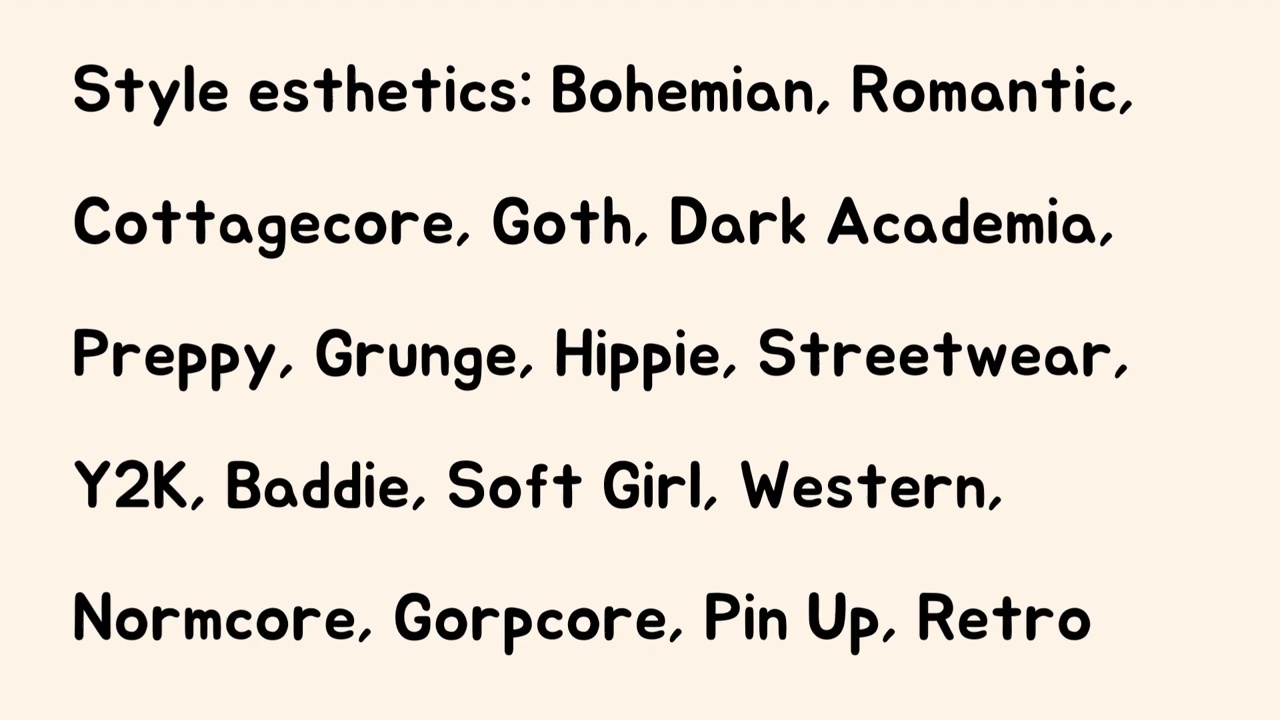 Style esthetics: Bohemian, Romantic,
Cottagecore, Goth, Dark Academia,
Preppy, Grunge, Hippie, Streetwear,
Y2K, Baddie, Soft Girl, Western,
Normcore, Gorpcore, Pin Up, Retro